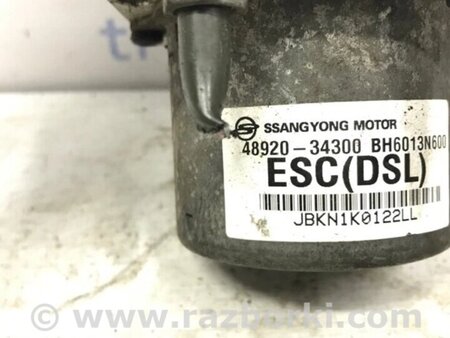 SSANGYONG MOTOR
48920-34300 BH6013N600
ESC(DSL)
JBKN1K0122LL
© www.razborki.com